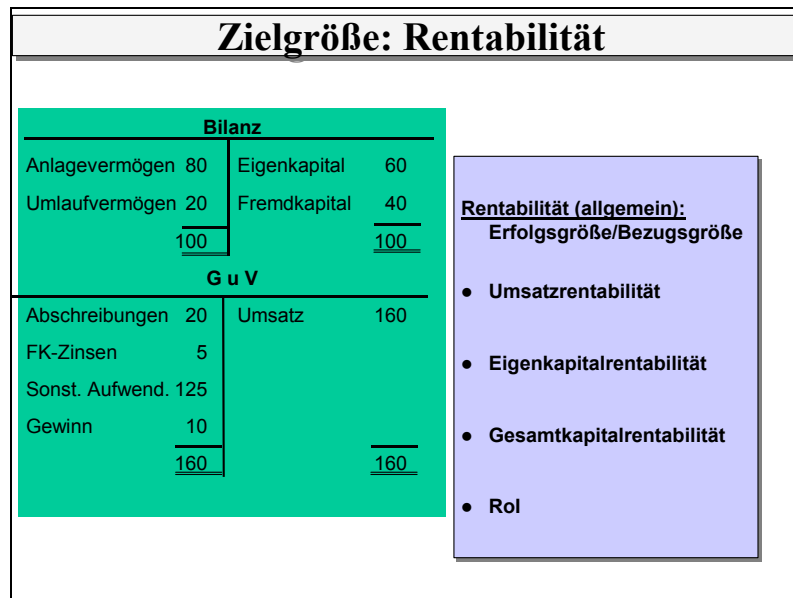 Zielgröße: Rentabilität
Bilanz
Anlagevermögen 80 Eigenkapital 60
Umlaufvermögen 20 Fremdkapital 40
100 100
G u V
Abschreibungen 20 Umsatz 160
FK-Zinsen 5
Sonst. Aufwend. 125
Gewinn 10
160 160
Rentabilität (allgemein):
Erfolgsgröße/Bezugsgröße
● Umsatzrentabilität
● Eigenkapitalrentabilität
● Gesamtkapitalrentabilität
● RoI